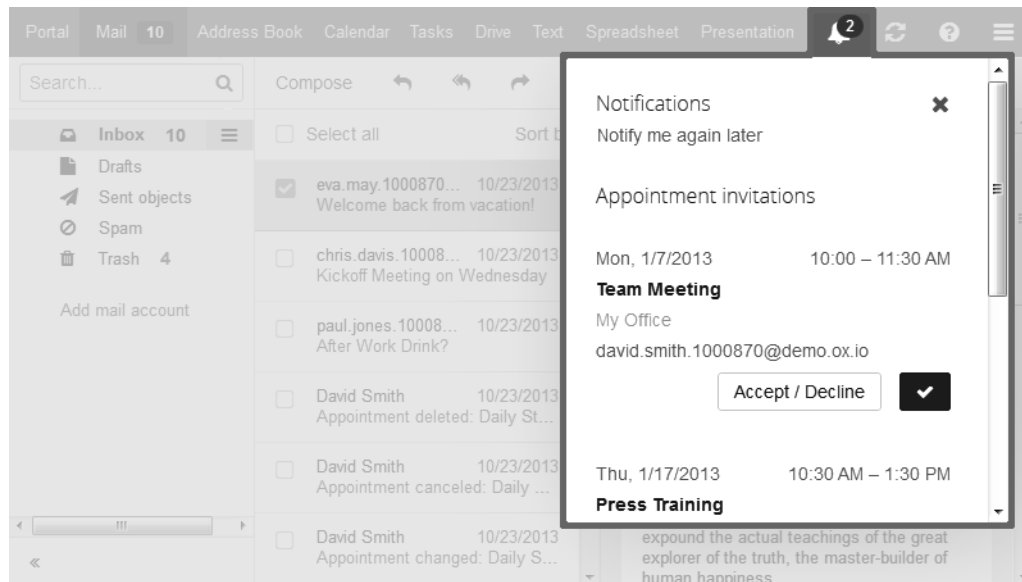 Portal Mail 10 Address Book Calendar Tasks Drive Text Spreadsheet Presentation 2
Search...
Inbox 10
Drafts
Sent objects
Spam
Trash 4
Add mail account
Compose
Select all Sort
eva.may.1000870... 10/23/2013
Welcome back from vacation!
chris.davis.10008... 10/23/2013
Kickoff Meeting on Wednesday
paul.jones.10008... 10/23/2013
After Work Drink?
David Smith 10/23/2013
Appointment deleted: Daily St...
David Smith 10/23/2013
Appointment canceled: Daily ...
David Smith 10/23/2013
Appointment changed: Daily S...
Notifications
Notify me again later
Appointment invitations
Mon, 1/7/2013 10:00 – 11:30 AM
Team Meeting
My Office
david.smith.1000870@demo.ox.io
Accept / Decline
Thu, 1/17/2013 10:30 AM – 1:30 PM
Press Training
expound the actual teachings of the great
explorer of the truth, the master-builder of
human happiness